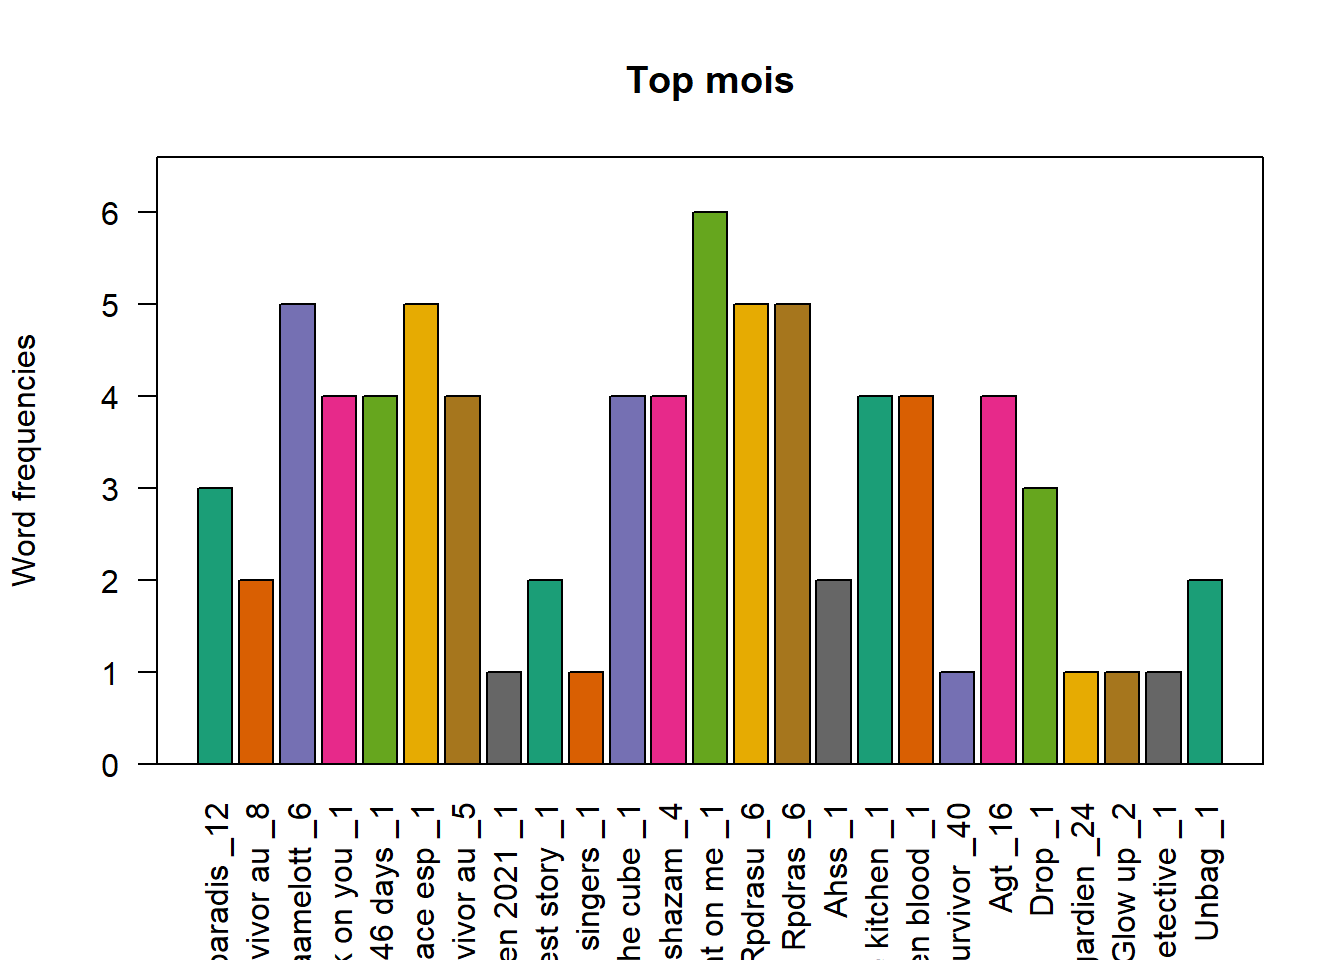 Top mois
Word frequencies
6
5
4
3
2
1
0
paradis _12
vivor au _8
aamelott _6
on you _1
46 days _1
ace esp _1
vivor au _5
en 2021 _1
est story _1
singers _1
he cube _1
shazam _4
on me _1
Rpdrasu _6
Rpdras _6
Ahss _1
kitchen _1
en blood _1
urvivor _40
Agt _16
Drop _1
gardien _24
Glow up _2
etective _1
Unbag _1